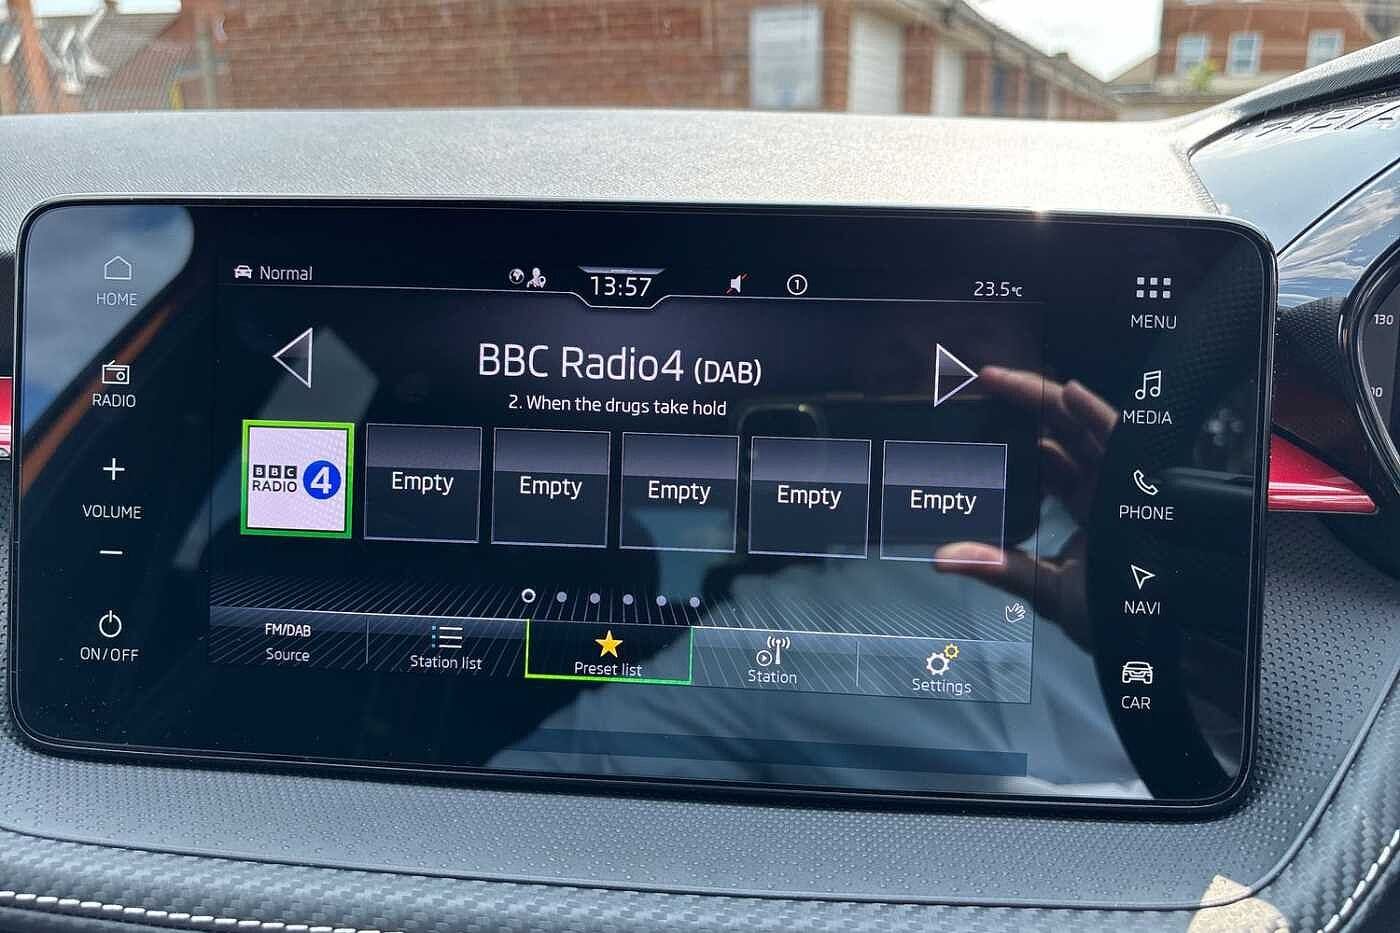 Normal
13:57
1
23.5°C
HOME
RADIO
+
VOLUME
−
ON/OFF
BBC Radio4 (DAB)
2. When the drugs take hold
BBC
RADIO 4
Empty
Empty
Empty
Empty
Empty
FM/DAB
Source
Station list
Preset list
Station
Settings
MENU
MEDIA
PHONE
NAVI
CAR
130